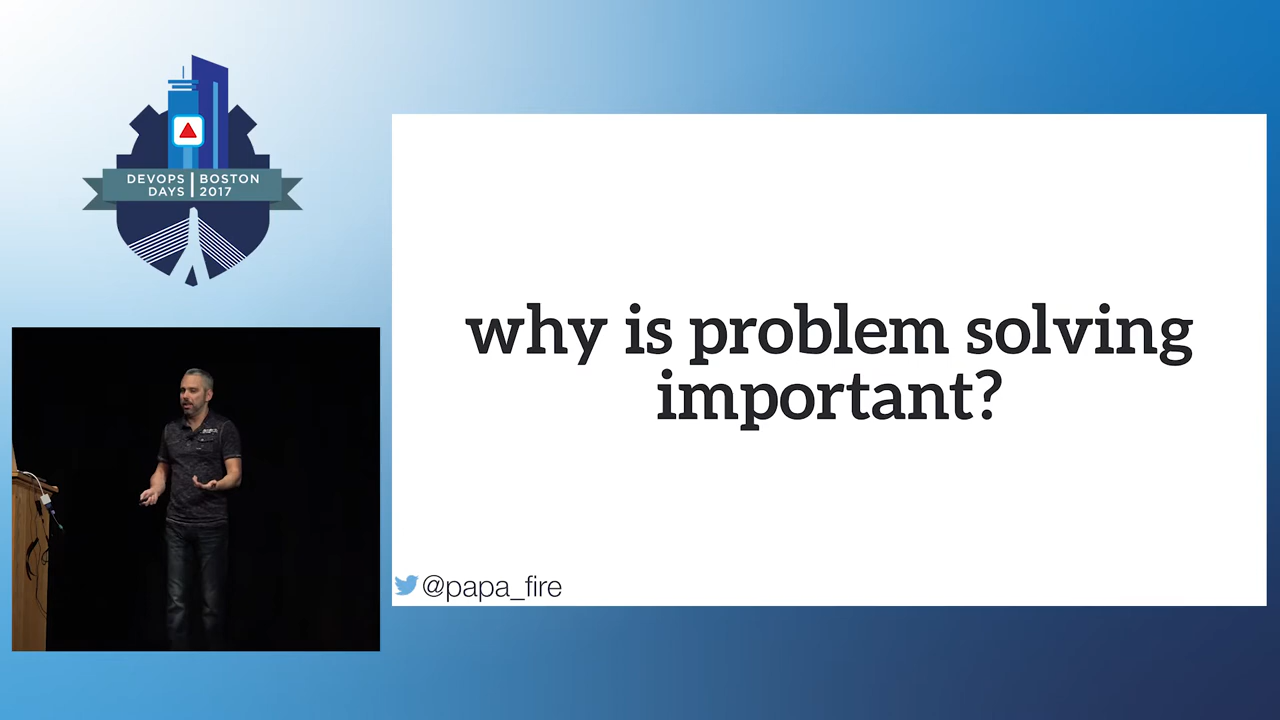 DEVOPS DAYS
BOSTON 2017
why is problem solving
important?
@papa_fire